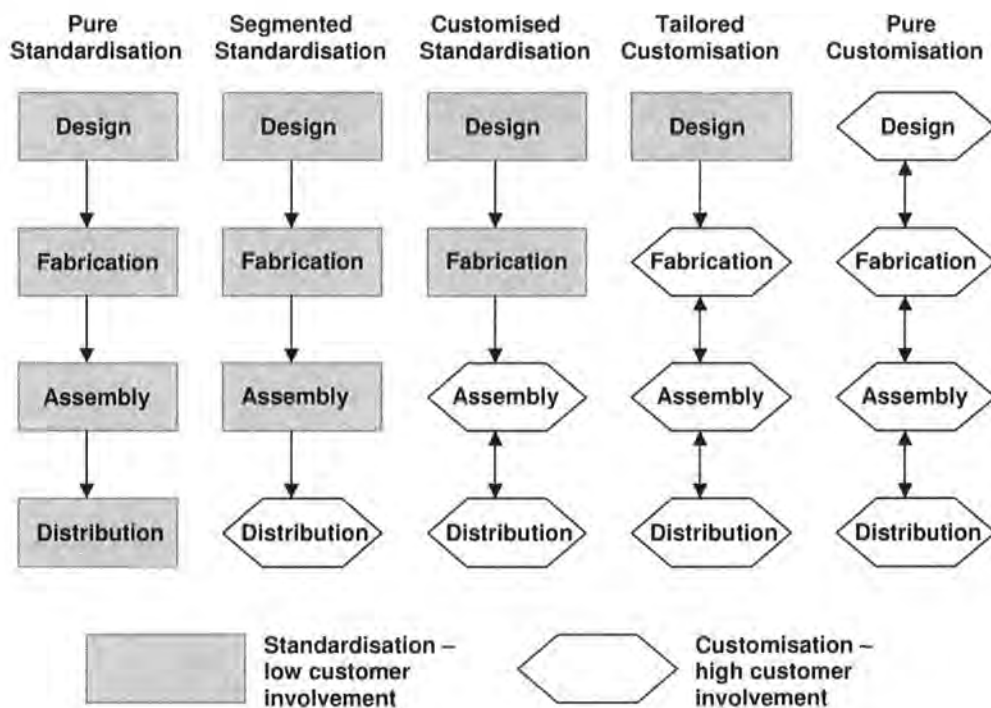 Pure Standardisation
Segmented Standardisation
Customised Standardisation
Tailored Customisation
Pure Customisation
Design
Design
Design
Design
Design
Fabrication
Fabrication
Fabrication
Fabrication
Fabrication
Assembly
Assembly
Assembly
Assembly
Assembly
Distribution
Distribution
Distribution
Distribution
Distribution
Standardisation –
low customer
involvement
Customisation –
high customer
involvement